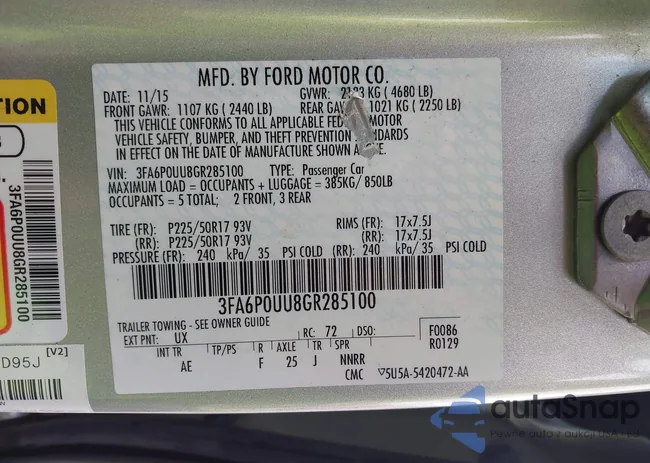 MFD. BY FORD MOTOR CO.
DATE: 11/15 GVWR: 2123 KG ( 4680 LB)
FRONT GAWR: 1107 KG ( 2440 LB) REAR GAWR: 1021 KG ( 2250 LB)
THIS VEHICLE CONFORMS TO ALL APPLICABLE MOTOR
VEHICLE SAFETY, BUMPER, AND THEFT PREVENTION
IN EFFECT ON THE DATE OF MANUFACTURE SHOWN
VIN: 3FA6P0UU8GR285100 TYPE: Passenger Car
MAXIMUM LOAD = OCCUPANTS + LUGGAGE = 385KG/ 850LB
OCCUPANTS = 5 TOTAL; 2 FRONT, 3 REAR
TIRE (FR): P225/50R17 93V RIMS (FR): 17x7.5J
(RR): P225/50R17 93V (RR): 17x7.5J
PRESSURE (FR): 240 kPa/ 35 PSI COLD (RR): 240 kPa/ 35 PSI COLD
3FA6P0UU8GR285100
TRAILER TOWING - SEE OWNER GUIDE
EXT PNT: UX RC: 72 DSO: F0086
R0129
INT TR TP/PS R AXLE TR SPR
AE F 25 J NNRR
CMC ▽5U5A-5420472-AA
TION
3FA6P0UU8GR285100
D95J
[V2]
autaSnap
Pewne auto z aukcji